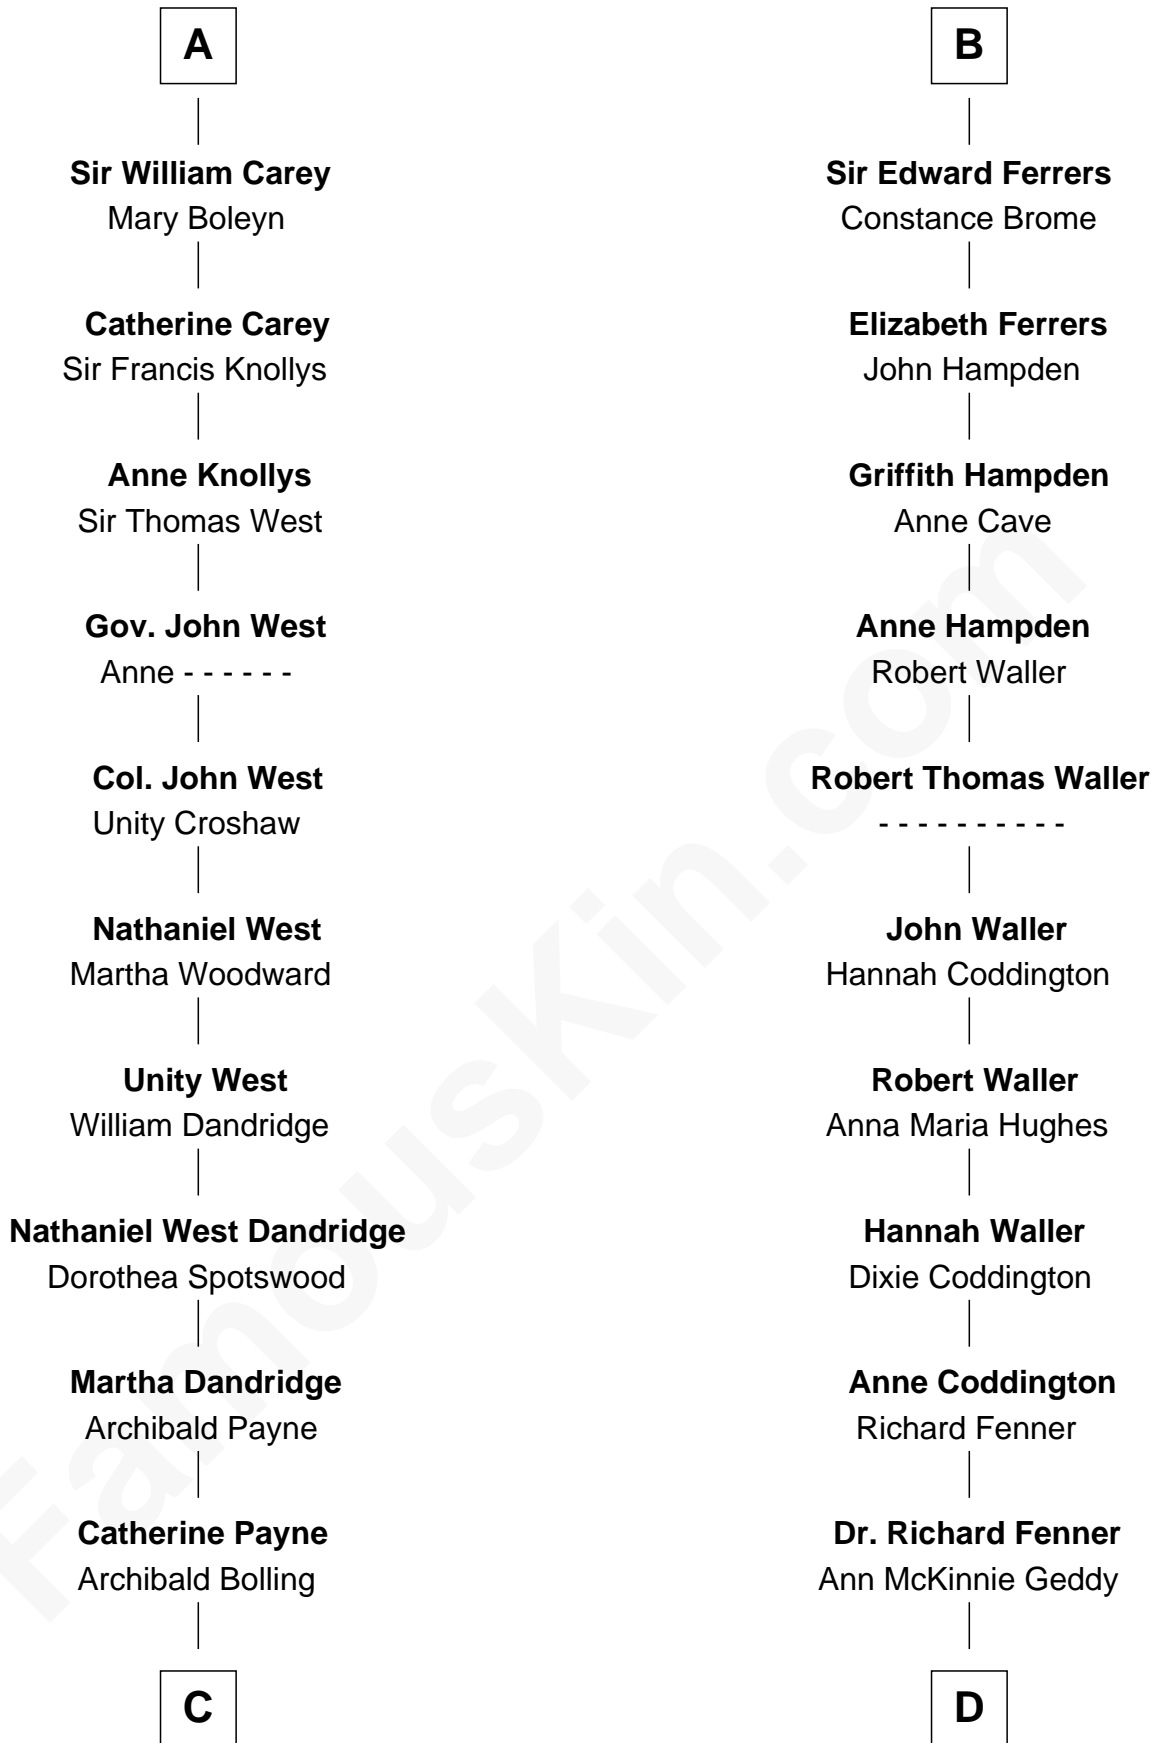 A
Sir William Carey
Mary Boleyn
Catherine Carey
Sir Francis Knollys
Anne Knollys
Sir Thomas West
Gov. John West
Anne - - - - - -
Col. John West
Unity Croshaw
Nathaniel West
Martha Woodward
Unity West
William Dandridge
Nathaniel West Dandridge
Dorothea Spotswood
Martha Dandridge
Archibald Payne
Catherine Payne
Archibald Bolling
C
B
Sir Edward Ferrers
Constance Brome
Elizabeth Ferrers
John Hampden
Griffith Hampden
Anne Cave
Anne Hampden
Robert Waller
Robert Thomas Waller
- - - - - - - - - -
John Waller
Hannah Coddington
Robert Waller
Anna Maria Hughes
Hannah Waller
Dixie Coddington
Anne Coddington
Richard Fenner
Dr. Richard Fenner
Ann McKinnie Geddy
D
FamousKin.com